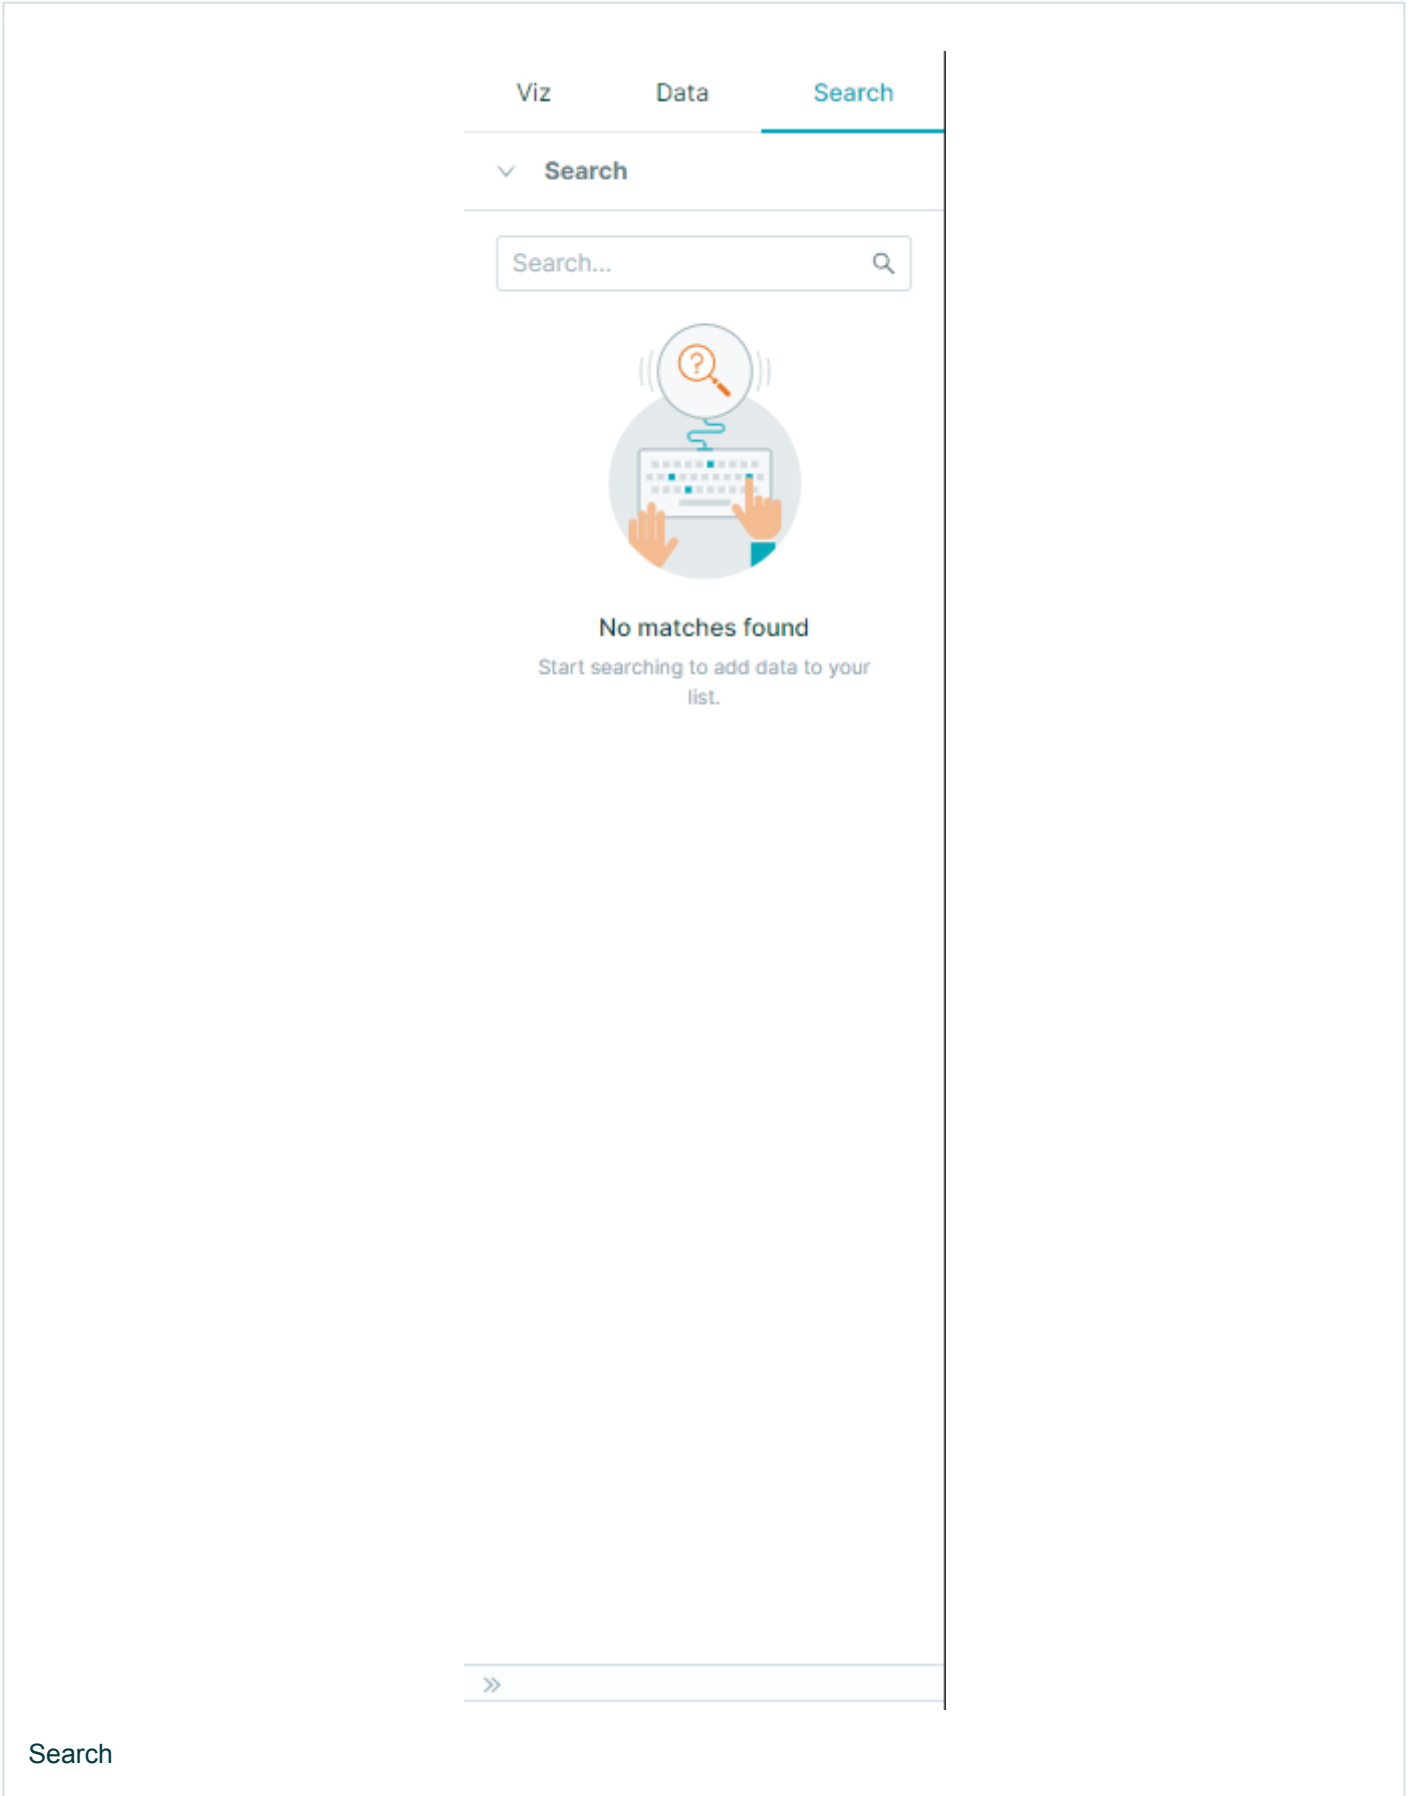 Viz Data Search
Search
Search...
?
No matches found
Start searching to add data to your
list.
Search